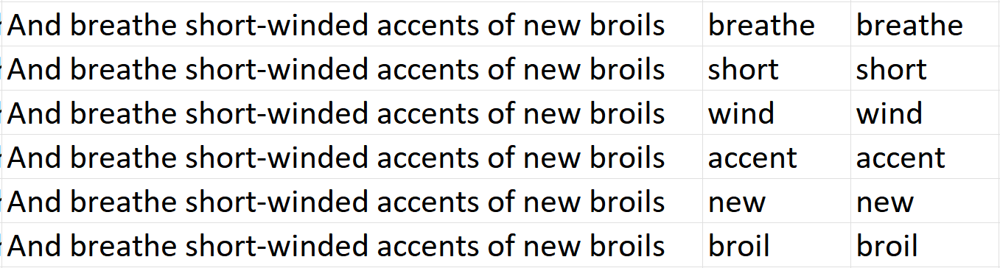 And breathe short-winded accents of new broils breathe breathe
And breathe short-winded accents of new broils short short
And breathe short-winded accents of new broils wind wind
And breathe short-winded accents of new broils accent accent
And breathe short-winded accents of new broils new new
And breathe short-winded accents of new broils broil broil